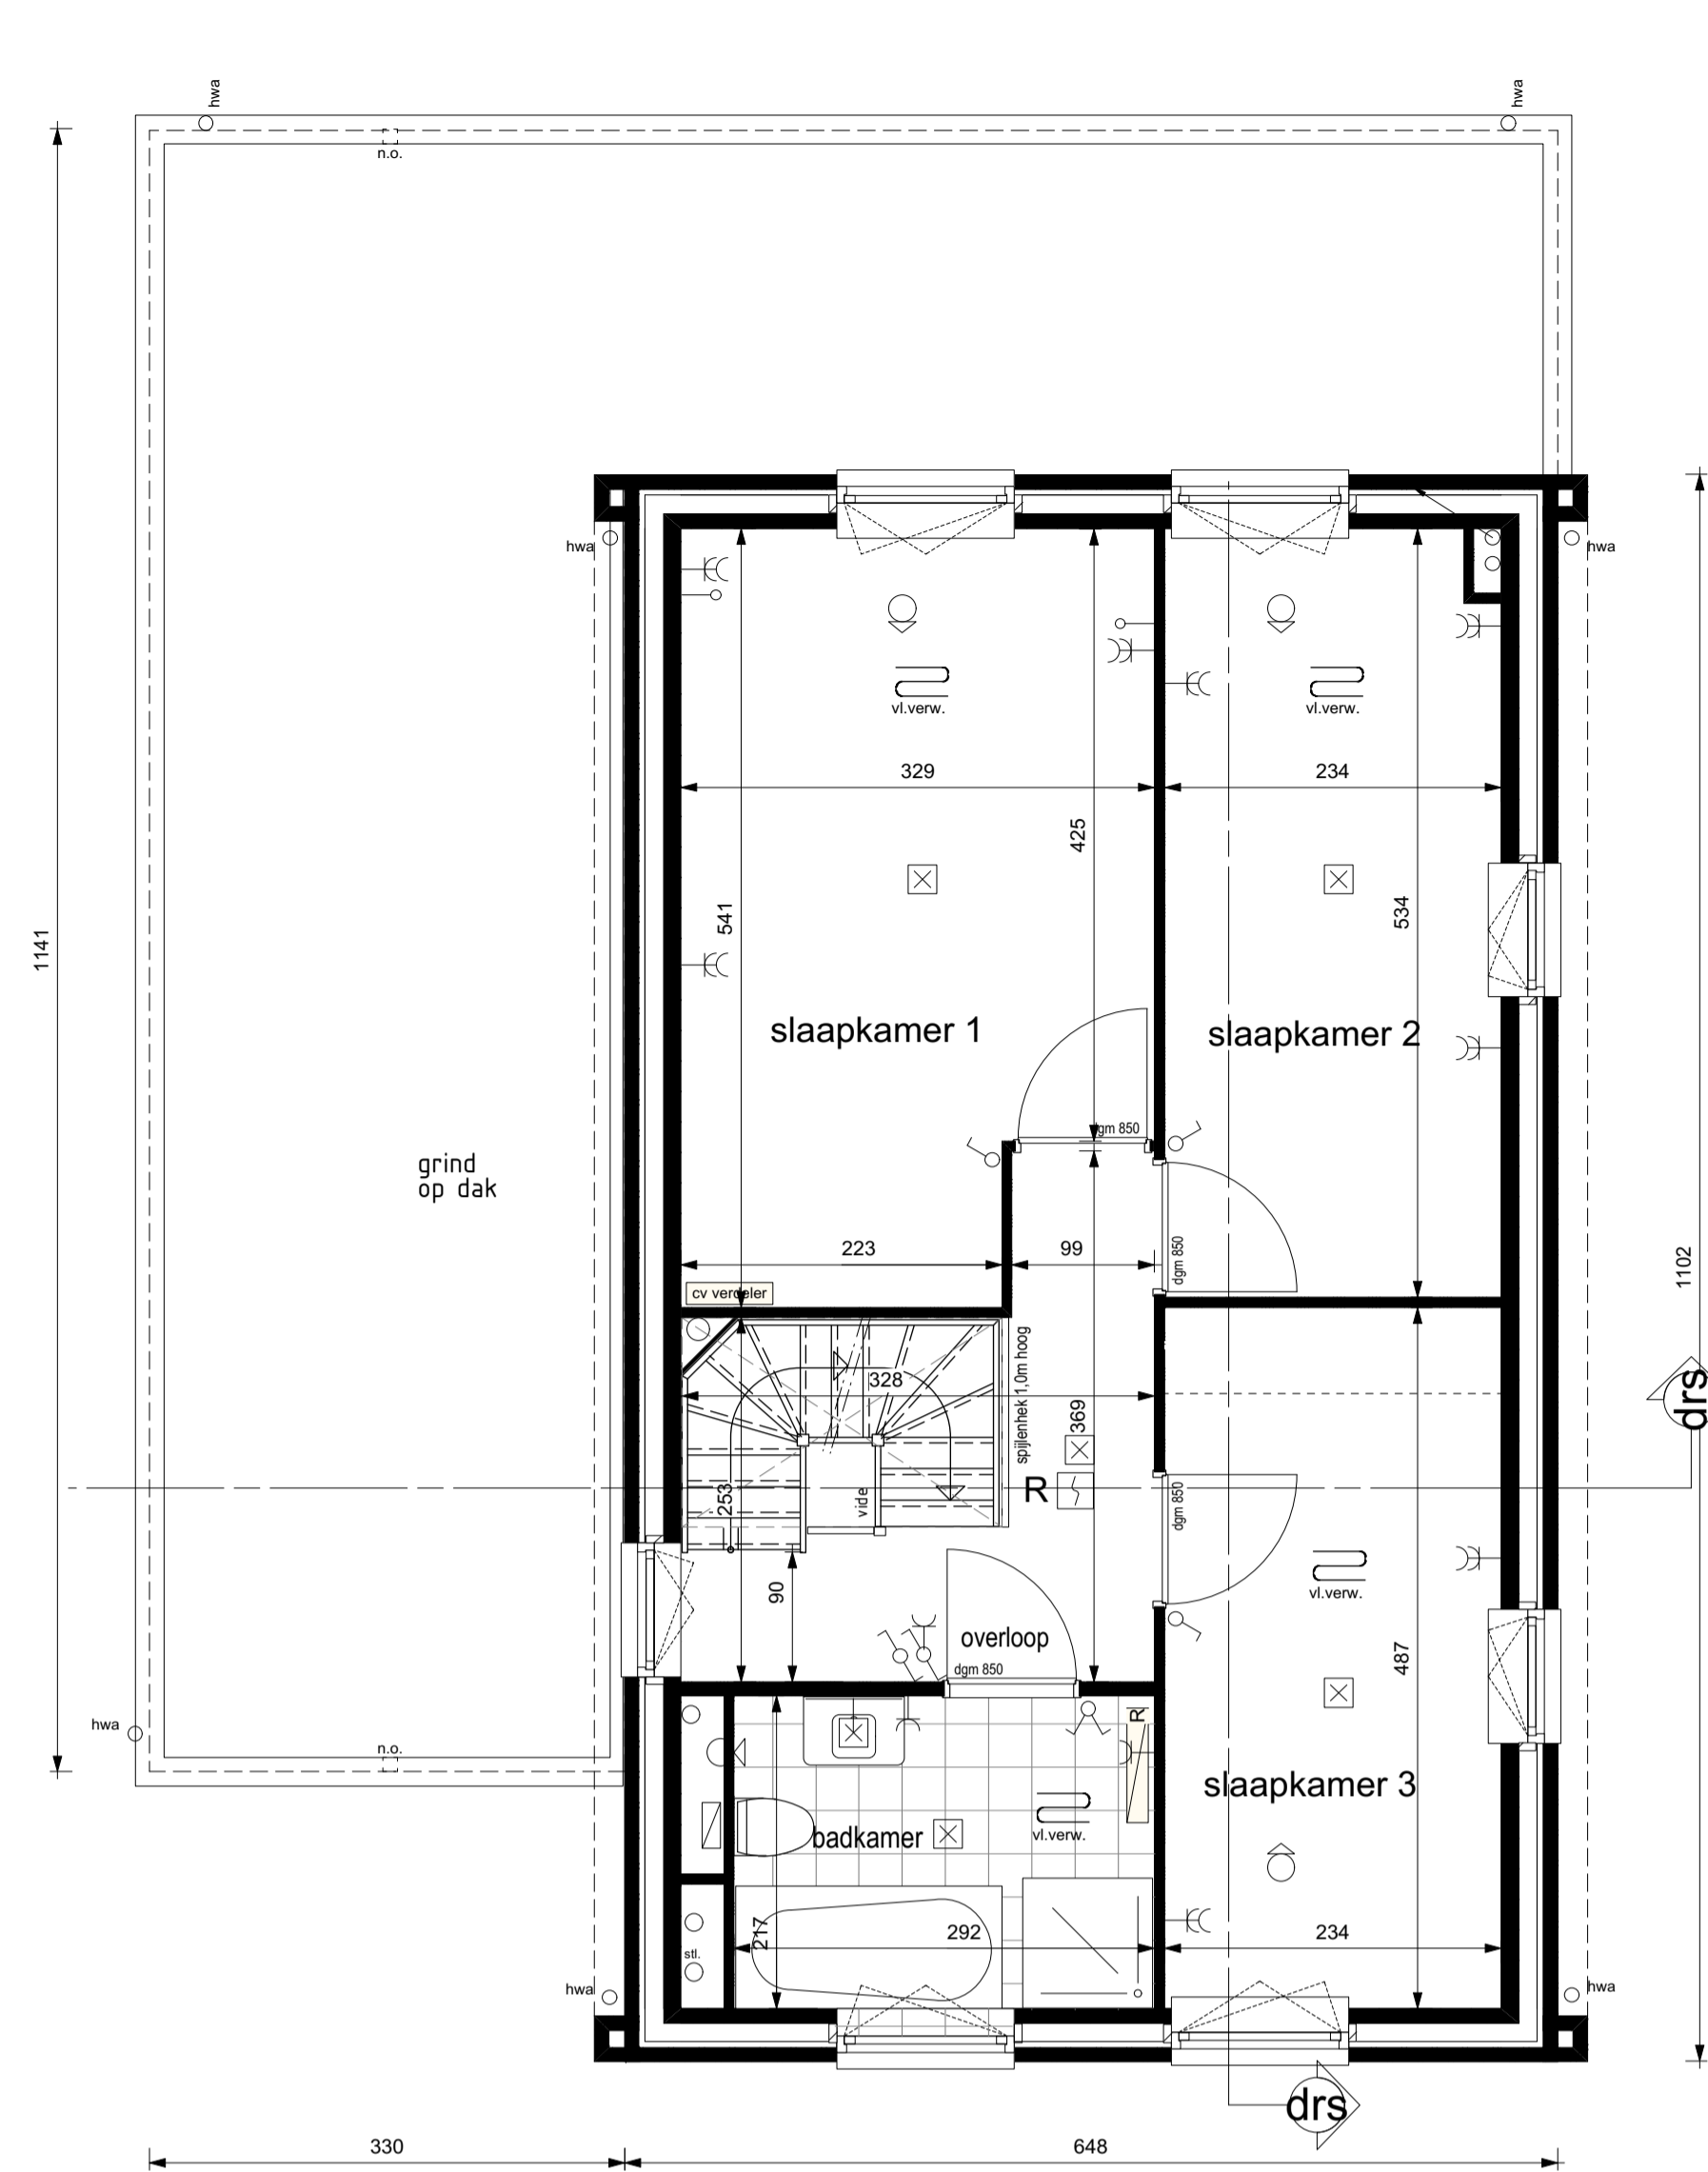 hwa
hwa
n.o.
hwa
hwa
vl.verw.
vl.verw.
329
234
425
541
534
1141
slaapkamer 1
slaapkamer 2
dgm 850
grind
op dak
223
99
dgm 850
cv verdeler
1102
328
spijlenhek 1,0m hoog
369
drs
253
vide
R
dgm 850
90
vl.verw.
overloop
dgm 850
487
hwa
n.o.
R
slaapkamer 3
badkamer
vl.verw.
217
292
234
stl.
hwa
hwa
drs
330
648